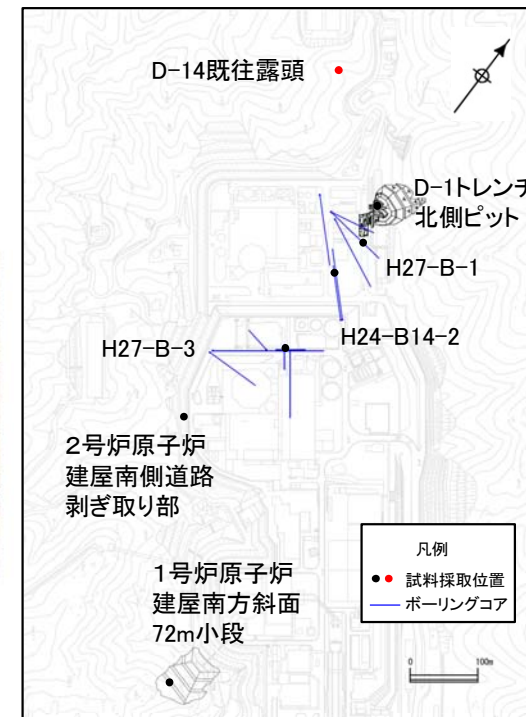 D-14既往露頭
D-1トレンチ
北側ピット
H27-B-1
H24-B14-2
H27-B-3
2号炉原子炉
建屋南側道路
剥ぎ取り部
1号炉原子炉
建屋南方斜面
72m小段
凡例
試料採取位置
ボーリングコア
0 100m